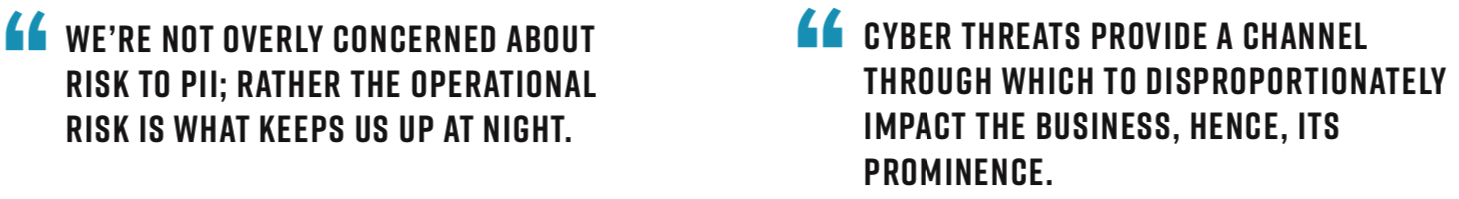 “ WE’RE NOT OVERLY CONCERNED ABOUT
RISK TO PII; RATHER THE OPERATIONAL
RISK IS WHAT KEEPS US UP AT NIGHT.
“ CYBER THREATS PROVIDE A CHANNEL
THROUGH WHICH TO DISPROPORTIONATELY
IMPACT THE BUSINESS, HENCE, ITS
PROMINENCE.